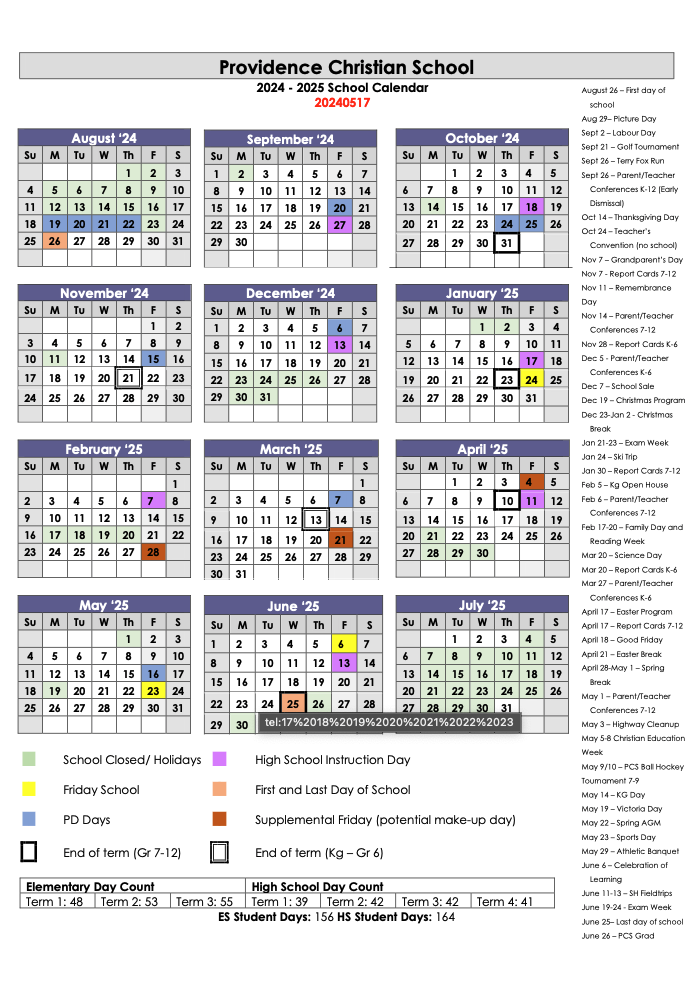 Providence Christian School
2024 - 2025 School Calendar
20240517
August ‘24
Su M Tu W Th F S
1 2 3
4 5 6 7 8 9 10
11 12 13 14 15 16 17
18 19 20 21 22 23 24
25 26 27 28 29 30 31
September ‘24
Su M Tu W Th F S
1 2 3 4 5 6 7
8 9 10 11 12 13 14
15 16 17 18 19 20 21
22 23 24 25 26 27 28
29 30
October ‘24
Su M Tu W Th F S
1 2 3 4 5
6 7 8 9 10 11 12
13 14 15 16 17 18 19
20 21 22 23 24 25 26
27 28 29 30 31
November ‘24
Su M Tu W Th F S
1 2
3 4 5 6 7 8 9
10 11 12 13 14 15 16
17 18 19 20 21 22 23
24 25 26 27 28 29 30
December ‘24
Su M Tu W Th F S
1 2 3 4 5 6 7
8 9 10 11 12 13 14
15 16 17 18 19 20 21
22 23 24 25 26 27 28
29 30 31
January ‘25
Su M Tu W Th F S
1 2 3 4
5 6 7 8 9 10 11
12 13 14 15 16 17 18
19 20 21 22 23 24 25
26 27 28 29 30 31
February ‘25
Su M Tu W Th F S
1
2 3 4 5 6 7 8
9 10 11 12 13 14 15
16 17 18 19 20 21 22
23 24 25 26 27 28
March ‘25
Su M Tu W Th F S
1
2 3 4 5 6 7 8
9 10 11 12 13 14 15
16 17 18 19 20 21 22
23 24 25 26 27 28 29
30 31
April ‘25
Su M Tu W Th F S
1 2 3 4 5
6 7 8 9 10 11 12
13 14 15 16 17 18 19
20 21 22 23 24 25 26
27 28 29 30
May ‘25
Su M Tu W Th F S
1 2 3
4 5 6 7 8 9 10
11 12 13 14 15 16 17
18 19 20 21 22 23 24
25 26 27 28 29 30 31
June ‘25
Su M Tu W Th F S
1 2 3 4 5 6 7
8 9 10 11 12 13 14
15 16 17 18 19 20 21
22 23 24 25 26 27 28
29 30
July ‘25
Su M Tu W Th F S
1 2 3 4 5
6 7 8 9 10 11 12
13 14 15 16 17 18 19
20 21 22 23 24 25 26
27 28 29 30 31
tel:17%2018%2019%2020%2021%2022%2023
School Closed/ Holidays
High School Instruction Day
Friday School
First and Last Day of School
PD Days
Supplemental Friday (potential make-up day)
End of term (Gr 7-12)
End of term (Kg – Gr 6)
Elementary Day Count High School Day Count
Term 1: 48 Term 2: 53 Term 3: 55 Term 1: 39 Term 2: 42 Term 3: 42 Term 4: 41
ES Student Days: 156 HS Student Days: 164
August 26 – First day of
school
Aug 29– Picture Day
Sept 2 – Labour Day
Sept 21 – Golf Tournament
Sept 26 – Terry Fox Run
Sept 26 – Parent/Teacher
Conferences K-12 (Early
Dismissal)
Oct 14 – Thanksgiving Day
Oct 24 – Teacher’s
Convention (no school)
Nov 7 – Grandparent’s Day
Nov 7 - Report Cards 7-12
Nov 11 – Remembrance
Day
Nov 14 – Parent/Teacher
Conferences 7-12
Nov 28 – Report Cards K-6
Dec 5 - Parent/Teacher
Conferences K-6
Dec 7 – School Sale
Dec 19 – Christmas Program
Dec 23-Jan 2 - Christmas
Break
Jan 21-23 – Exam Week
Jan 24 – Ski Trip
Jan 30 – Report Cards 7-12
Feb 5 – Kg Open House
Feb 6 – Parent/Teacher
Conferences 7-12
Feb 17-20 – Family Day and
Reading Week
Mar 20 – Science Day
Mar 20 – Report Cards K-6
Mar 27 – Parent/Teacher
Conferences K-6
April 17 – Easter Program
April 17 – Report Cards 7-12
April 18 – Good Friday
April 21 – Easter Break
April 28-May 1 – Spring
Break
May 1 – Parent/Teacher
Conferences 7-12
May 3 – Highway Cleanup
May 5-8 Christian Education
Week
May 9/10 – PCS Ball Hockey
Tournament 7-9
May 14 – KG Day
May 19 – Victoria Day
May 22 – Spring AGM
May 23 – Sports Day
May 29 – Athletic Banquet
June 6 – Celebration of
Learning
June 11-13 – SH Fieldtrips
June 19-24 - Exam Week
June 25– Last day of school
June 26 – PCS Grad